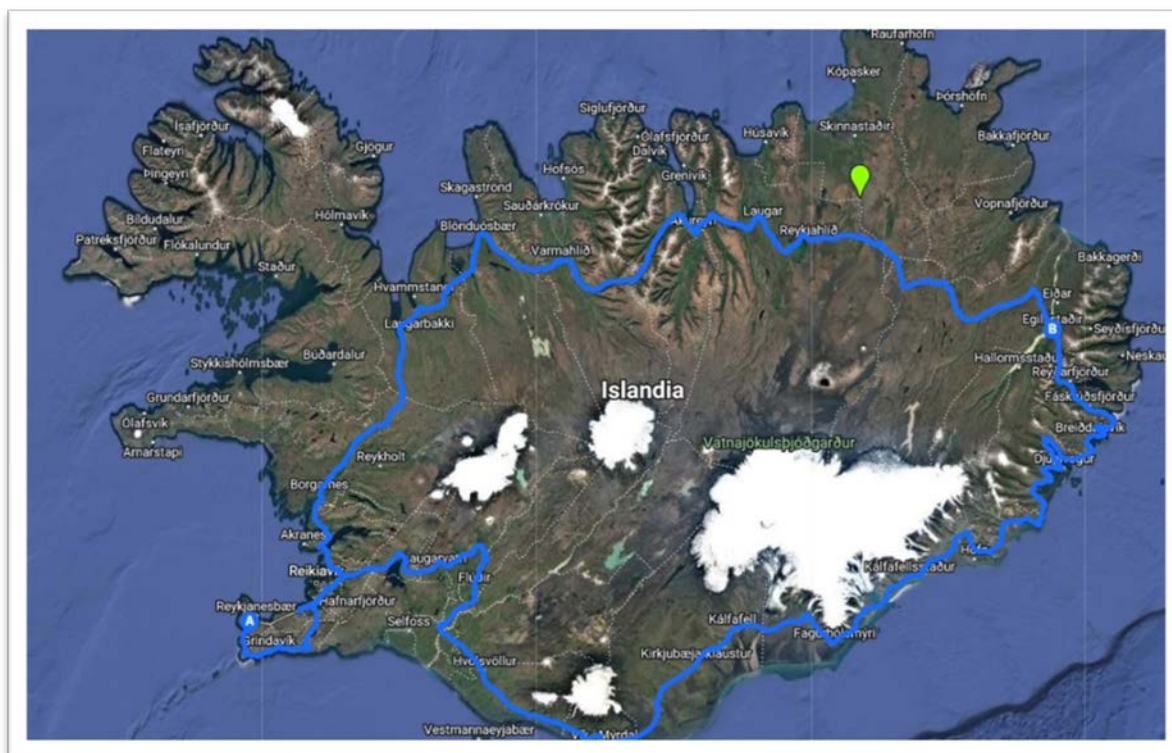 Raufarhöfn
Kópasker
Þórshöfn
Siglufjörður
Ísafjörður
Ólafsfjörður
Húsavík
Skinnastaðir
Bakkafjörður
Flateyri
Gjögur
Dalvík
Þingeyri
Hofsós
Grenivík
Skagaströnd
Bíldudalur
Hólmavík
Sauðárkrókur
Laugar
Vopnafjörður
Blönduósbær
Reykjahlíð
Patreksfjörður
Flókalundur
Varmahlíð
Bakkagerði
Staður
Hvammstangi
Eiðar
Laugarbakki
Egilsstaðir
B
Seyðisfjörðu
Búðardalur
Hallormsstaður
Neskau
Stykkishólmsbær
Reyðarfjörður
Islandia
Grundarfjörður
Fáskrúðsfjörður
Ólafsvík
Breiðdalsvík
Arnarstapi
Vatnajökulsþjóðgarður
Reykholt
Djúpivogur
Borgarnes
Akranes
Höfn
Laugarvatn
Kálfafellsstaður
Reikiavik
Flúðir
Reykjanesbær
Hafnarfjörður
A
Selfoss
Kálfafell
Grindavík
Fagurhólsmýri
Hvolsvöllur
Kirkjubæjarklaustur
Vestmannaeyjabær